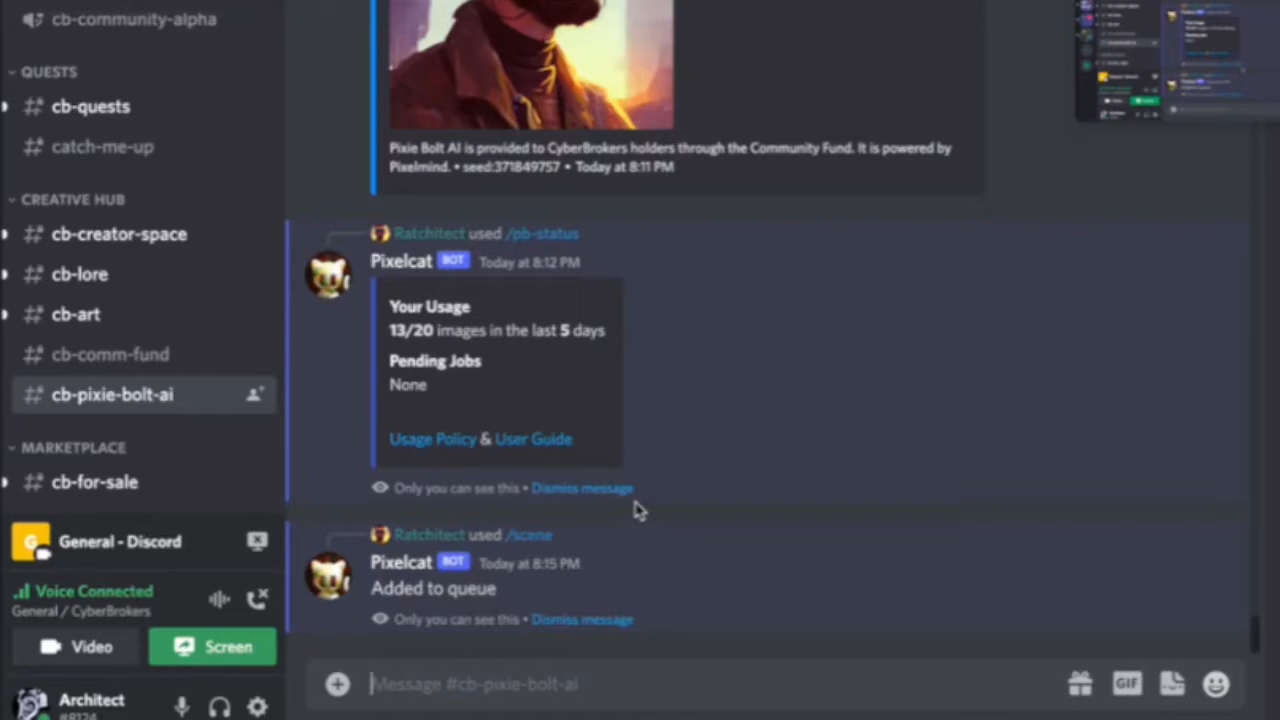 cb-community-alpha
QUESTS
cb-quests
catch-me-up
CREATIVE HUB
cb-creator-space
cb-lore
cb-art
cb-comm-fund
cb-pixie-bolt-ai
MARKETPLACE
cb-for-sale
G General - Discord
Voice Connected
General / CyberBrokers
Video Screen
Architect
#8124
Pixie Bolt AI is provided to CyberBrokers holders through the Community Fund. It is powered by
Pixelmind. • seed:371849757 • Today at 8:11 PM
Ratchitect used /pb-status
Pixelcat BOT Today at 8:12 PM
Your Usage
13/20 images in the last 5 days
Pending Jobs
None
Usage Policy & User Guide
Only you can see this • Dismiss message
Ratchitect used /scene
Pixelcat BOT Today at 8:15 PM
Added to queue
Only you can see this • Dismiss message
Message #cb-pixie-bolt-ai
GIF